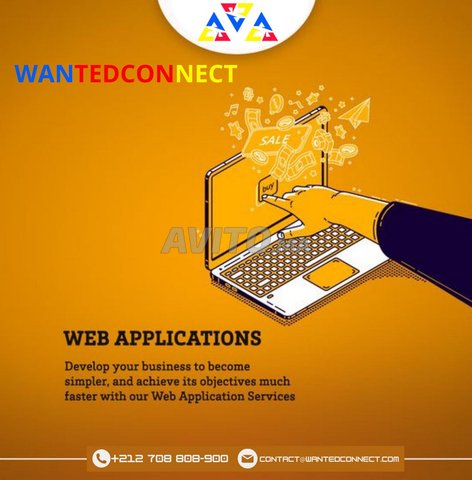 WANTEDCONNECT
SALE
buy
AVITO.ma
WEB APPLICATIONS
Develop your business to become
simpler, and achieve its objectives much
faster with our Web Application Services
+212 708 808-900 CONTACT@WANTEDCONNECT.COM